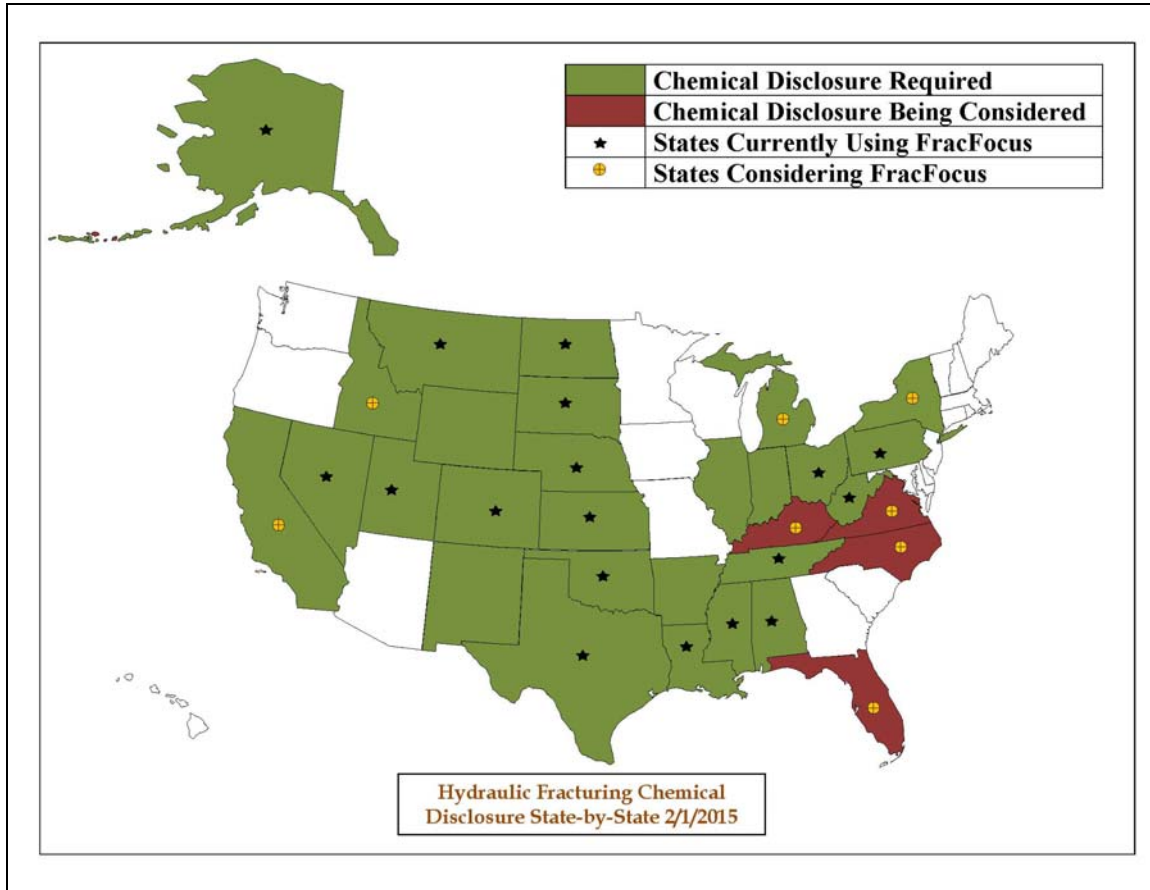 Chemical Disclosure Required
Chemical Disclosure Being Considered
States Currently Using FracFocus
States Considering FracFocus
Hydraulic Fracturing Chemical
Disclosure State-by-State 2/1/2015